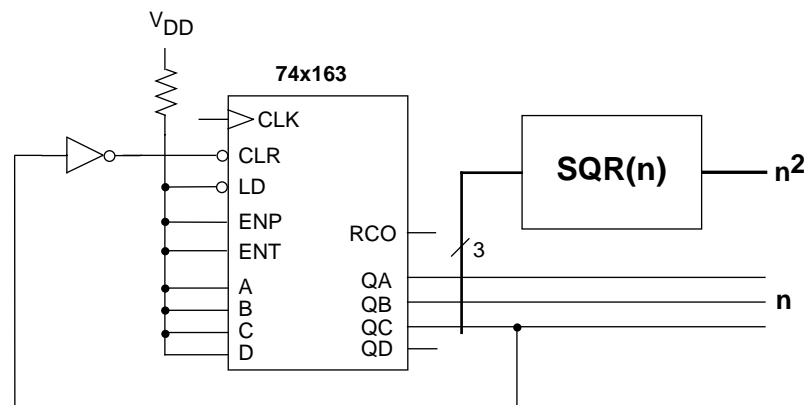 VDD
74x163
CLK
CLR
LD
ENP
ENT
A
B
C
D
RCO
QA
QB
QC
QD
3
SQR(n)
n2
n